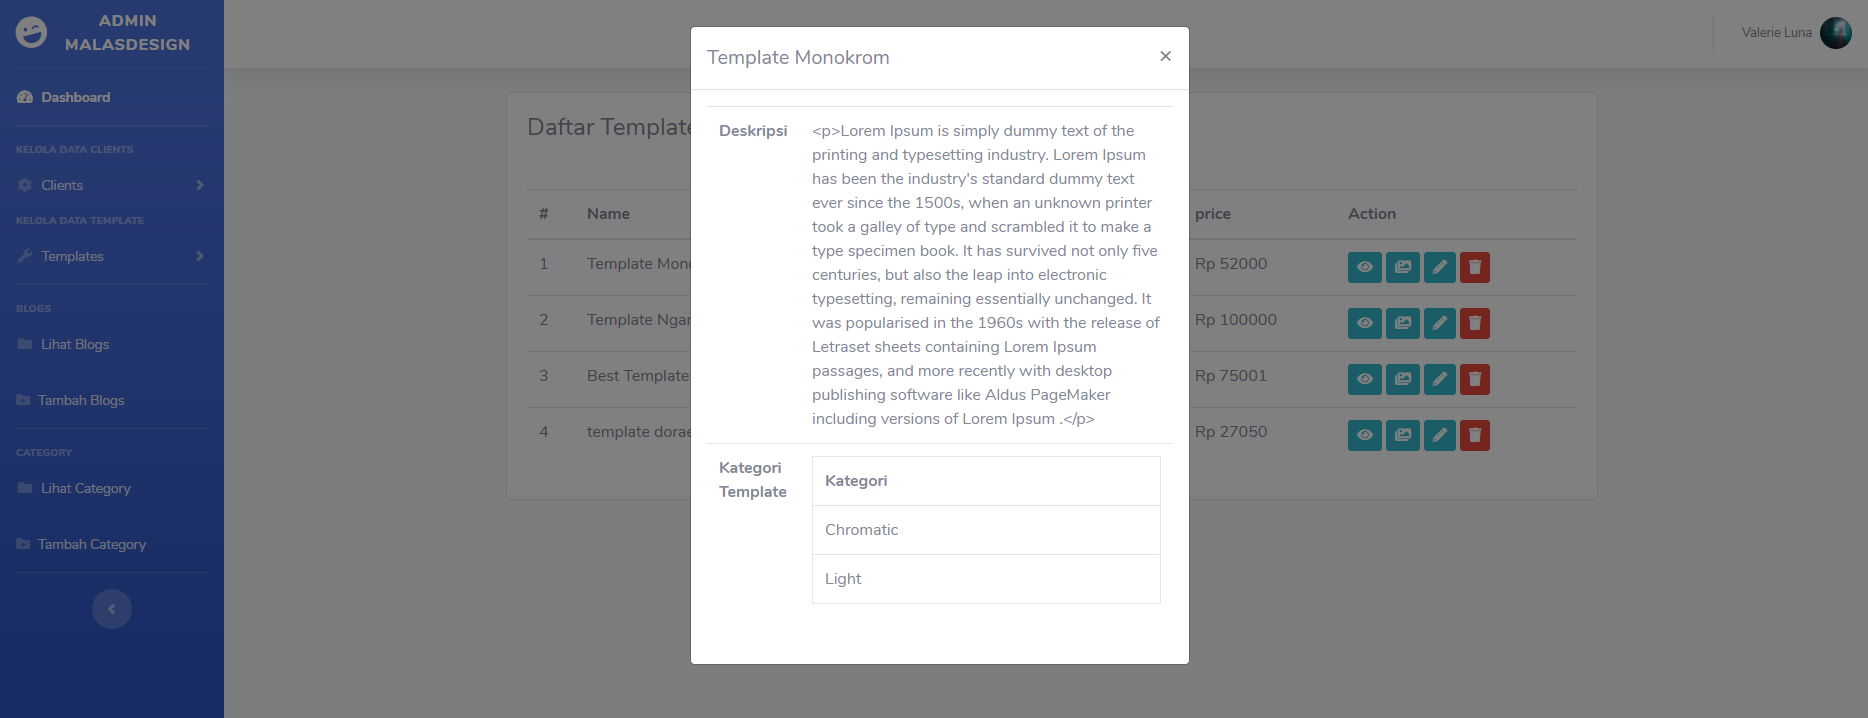 ADMIN
MALASDESIGN
Dashboard
KELOLA DATA CLIENTS
Clients
KELOLA DATA TEMPLATE
Templates
BLOGS
Lihat Blogs
Tambah Blogs
CATEGORY
Lihat Category
Tambah Category
Valerie Luna
Daftar Template
# Name price Action
1 Template Mon Rp 52000
2 Template Ngar Rp 100000
3 Best Template Rp 75001
4 template dorae Rp 27050
Template Monokrom ×
Deskripsi
<p>Lorem Ipsum is simply dummy text of the
printing and typesetting industry. Lorem Ipsum
has been the industry's standard dummy text
ever since the 1500s, when an unknown printer
took a galley of type and scrambled it to make a
type specimen book. It has survived not only five
centuries, but also the leap into electronic
typesetting, remaining essentially unchanged. It
was popularised in the 1960s with the release of
Letraset sheets containing Lorem Ipsum
passages, and more recently with desktop
publishing software like Aldus PageMaker
including versions of Lorem Ipsum .</p>
Kategori
Template
Kategori
Chromatic
Light